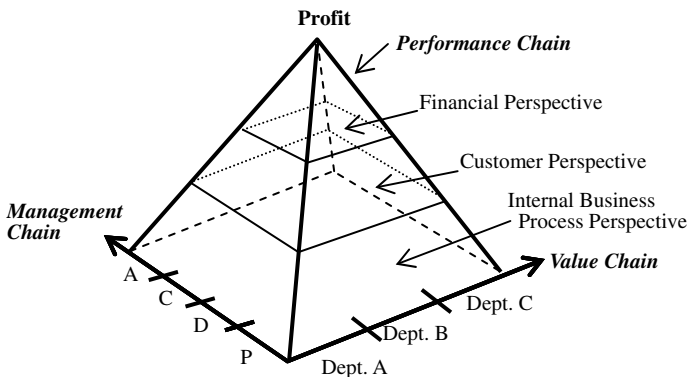 Profit
Performance Chain
Financial Perspective
Customer Perspective
Internal Business
Process Perspective
Management
Chain
Value Chain
A
C
D
P
Dept. C
Dept. B
Dept. A